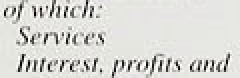 of which:
Services
Interest, profits and